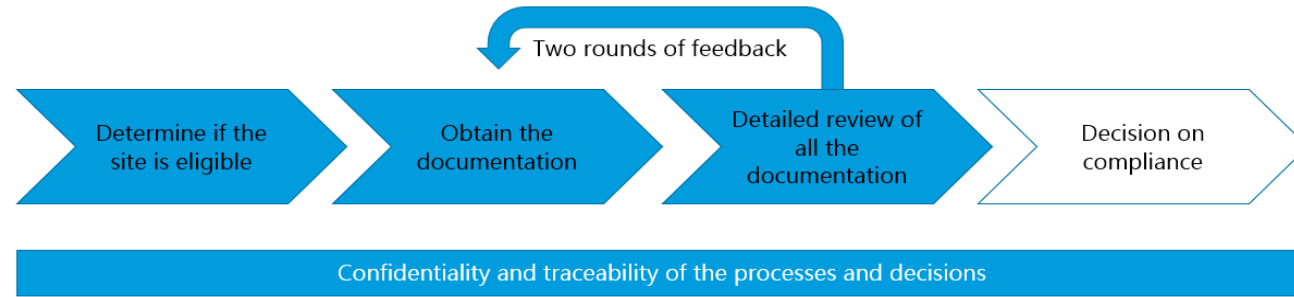 Two rounds of feedback
Determine if the
site is eligible
Obtain the
documentation
Detailed review of
all the
documentation
Decision on
compliance
Confidentiality and traceability of the processes and decisions